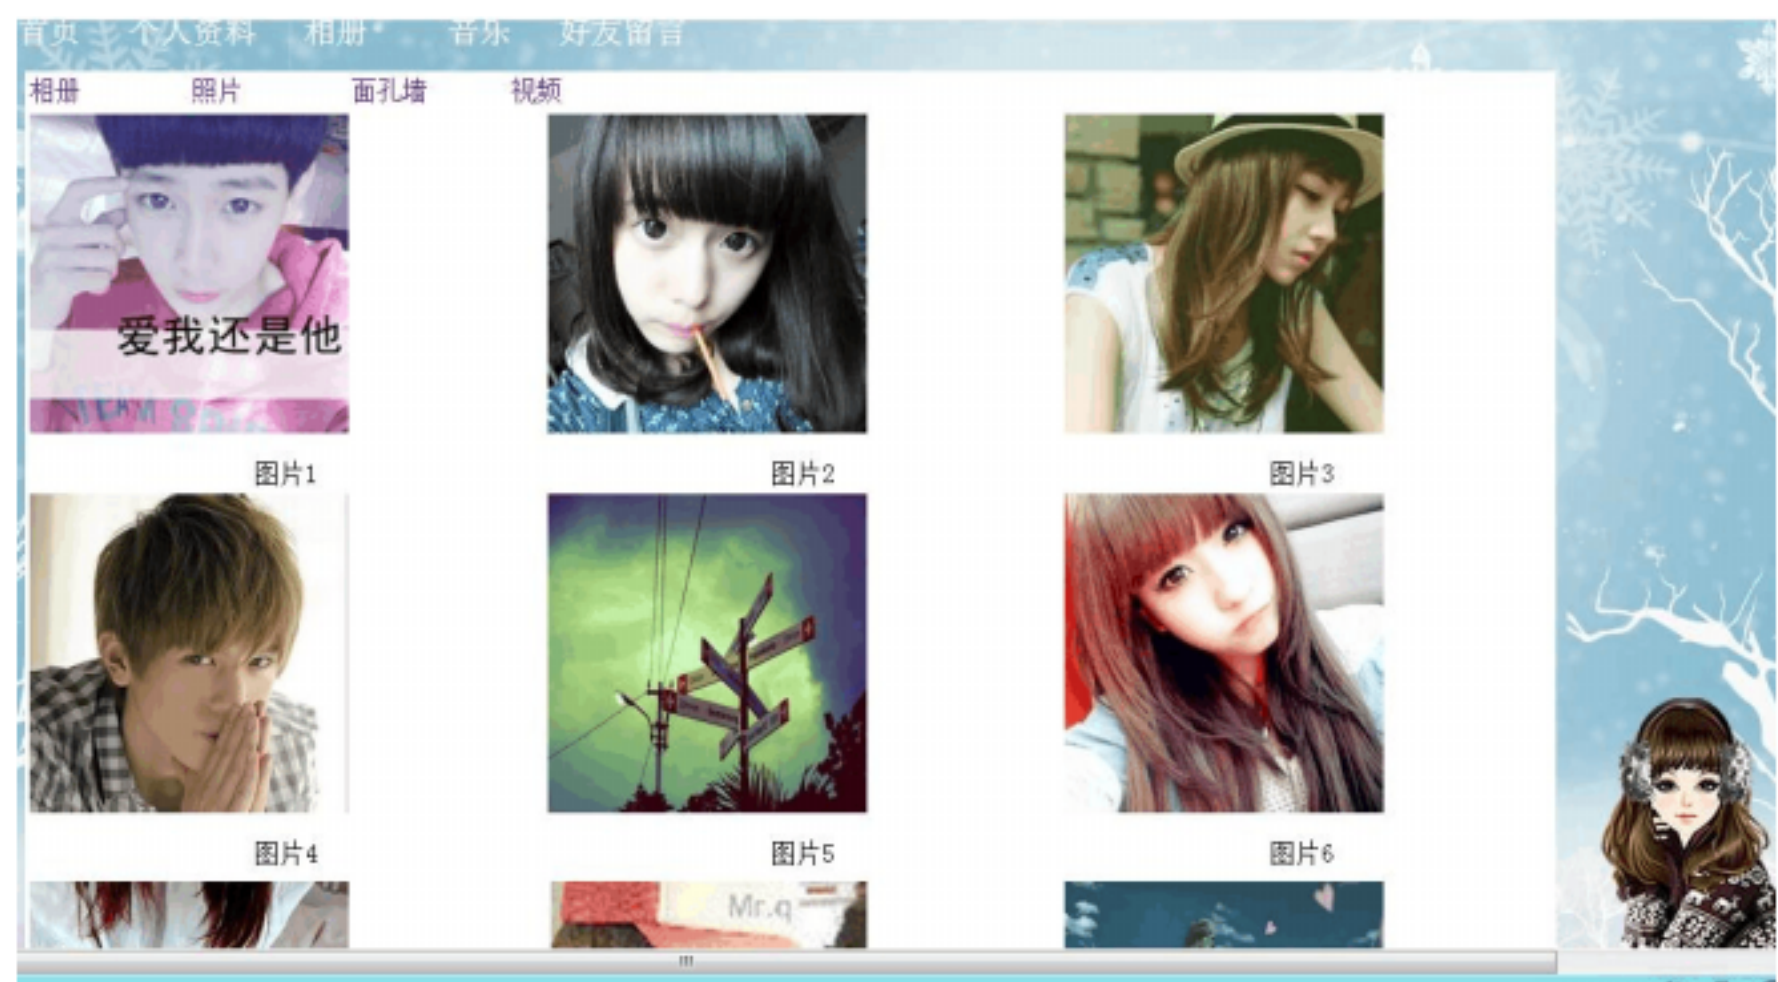 首页 个人资料 相册 音乐 好友留言
相册 照片 面孔墙 视频
爱我还是他
TEAM
图片1 图片2 图片3
图片4 图片5 图片6
Mr.q